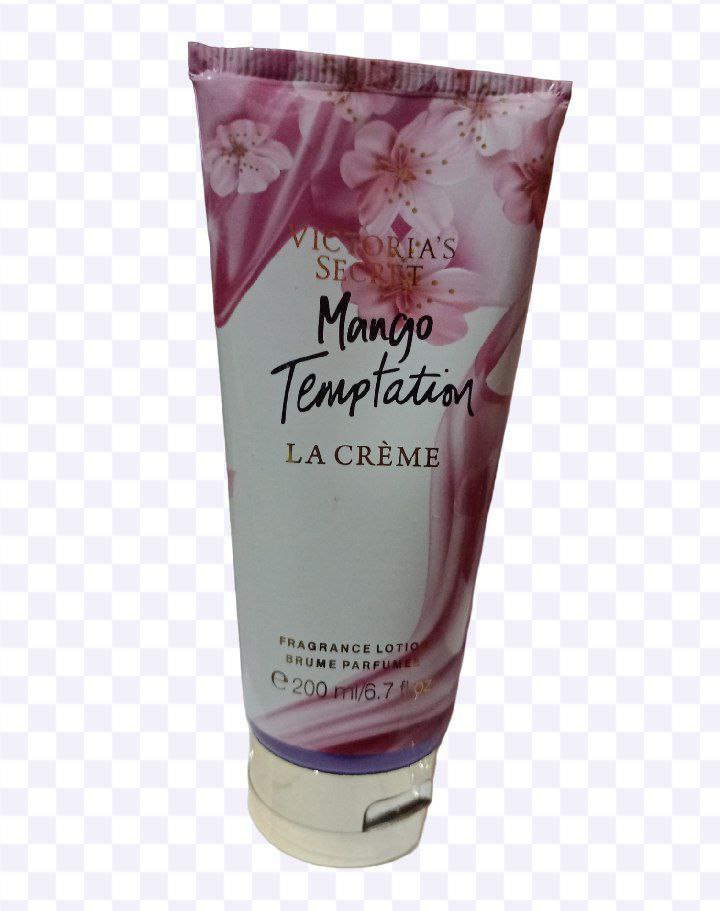 VICTORIA'S
SECRET
Mango
Temptation
LA CRÈME
FRAGRANCE LOTION
BRUME PARFUMEE
e 200 ml/6.7 fl oz